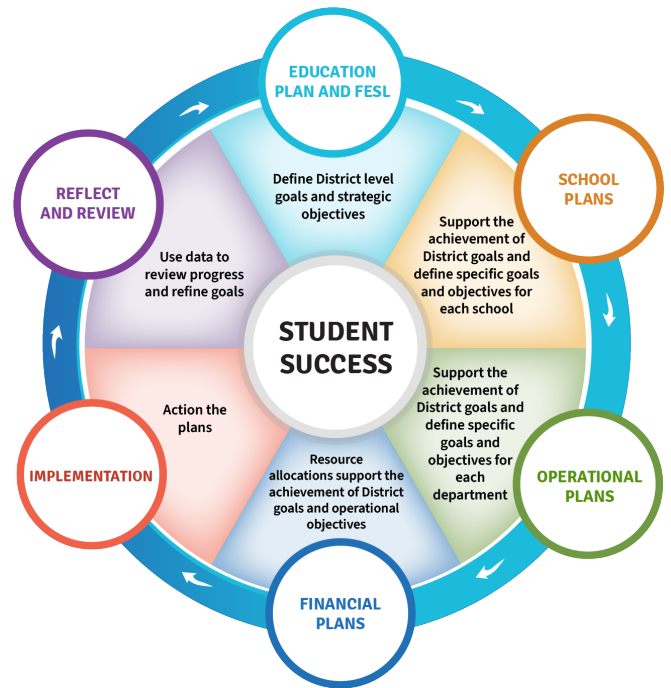 EDUCATION
PLAN AND FESL
Define District level
goals and strategic
objectives
SCHOOL
PLANS
Support the
achievement of
District goals and
define specific goals
and objectives for
each school
OPERATIONAL
PLANS
Support the
achievement of
District goals and
define specific
goals and
objectives for
each
department
FINANCIAL
PLANS
Resource
allocations support the
achievement of District
goals and operational
objectives
IMPLEMENTATION
Action the
plans
REFLECT
AND REVIEW
Use data to
review progress
and refine goals
STUDENT
SUCCESS